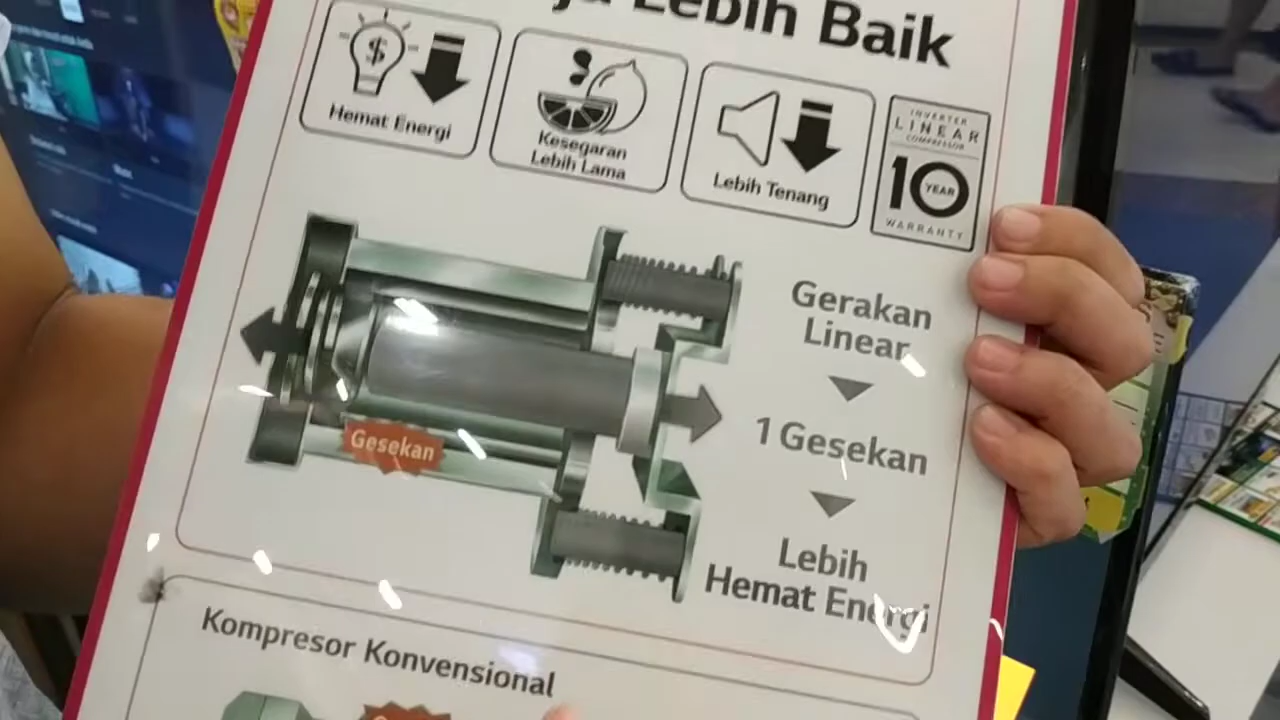 Lebih Baik
Hemat Energi
Kesegaran
Lebih Lama
Lebih Tenang
INVERTER
LINEAR
COMPRESSOR
10
YEAR
WARRANTY
Gerakan
Linear
1 Gesekan
Lebih
Hemat Energi
Gesekan
Kompresor Konvensional